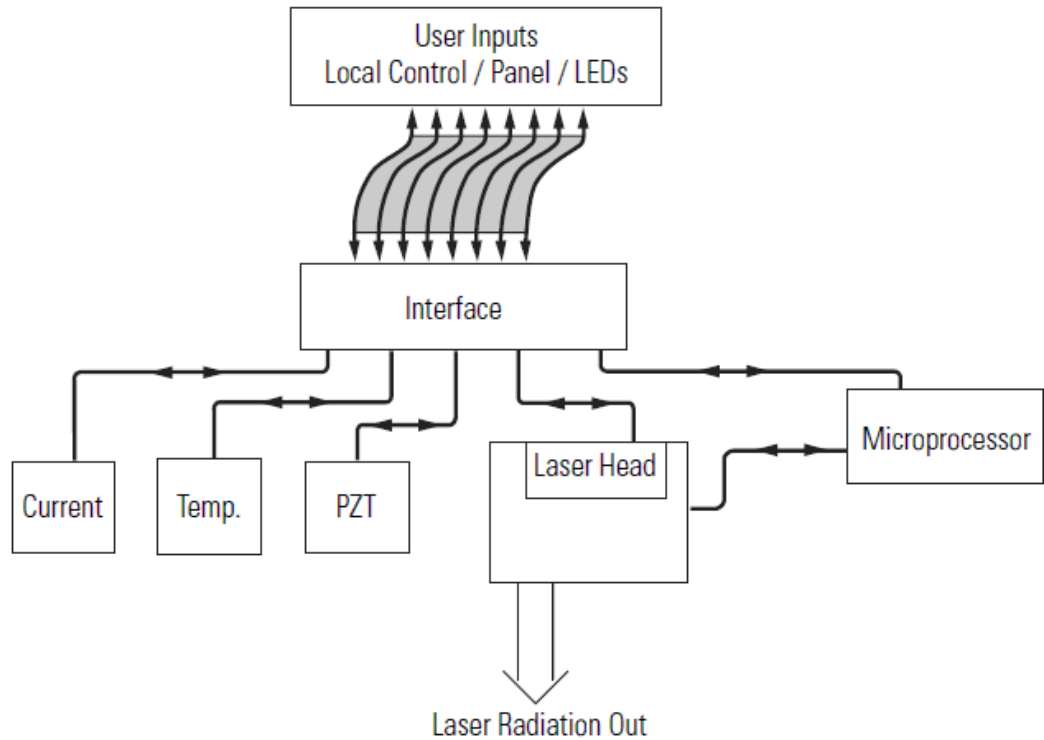 User Inputs
Local Control / Panel / LEDs
Interface
Microprocessor
Laser Head
Current
Temp.
PZT
Laser Radiation Out